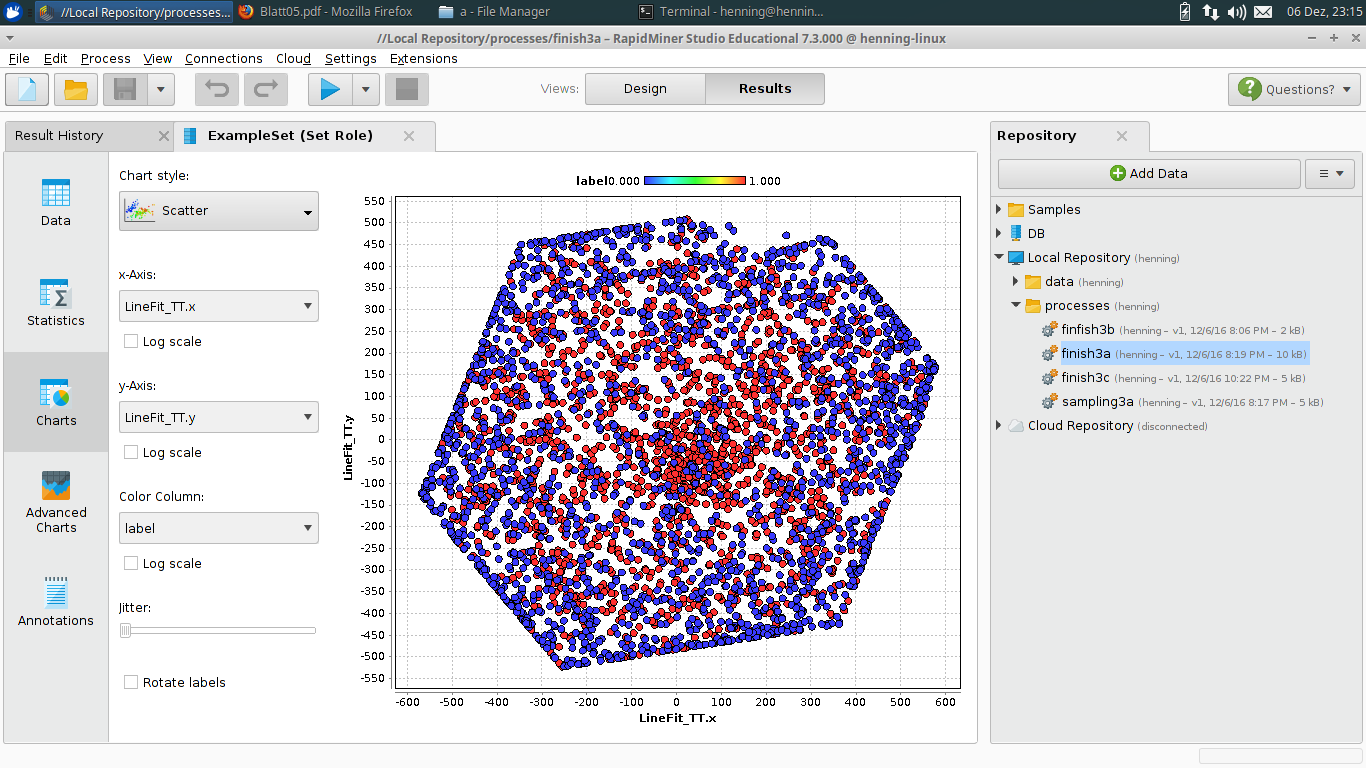 //Local Repository/processes...
Blatt05.pdf - Mozilla Firefox
a - File Manager
Terminal - henning@hennin...
06 Dez, 23:15
//Local Repository/processes/finish3a – RapidMiner Studio Educational 7.3.000 @ henning-linux
File Edit Process View Connections Cloud Settings Extensions
Views: Design Results
Questions?
Result History
ExampleSet (Set Role)
Data
Statistics
Charts
Advanced
Charts
Annotations
Chart style:
Scatter
x-Axis:
LineFit_TT.x
Log scale
y-Axis:
LineFit_TT.y
Log scale
Color Column:
label
Log scale
Jitter:
Rotate labels
label 0.000 1.000
550
500
450
400
350
300
250
200
150
100
50
0
-50
-100
-150
-200
-250
-300
-350
-400
-450
-500
-550
LineFit_TT.y
-600 -500 -400 -300 -200 -100 0 100 200 300 400 500 600
LineFit_TT.x
Repository
Add Data
Samples
DB
Local Repository (henning)
data (henning)
processes (henning)
finfish3b (henning – v1, 12/6/16 8:06 PM – 2 kB)
finish3a (henning – v1, 12/6/16 8:19 PM – 10 kB)
finish3c (henning – v1, 12/6/16 10:22 PM – 5 kB)
sampling3a (henning – v1, 12/6/16 8:17 PM – 5 kB)
Cloud Repository (disconnected)